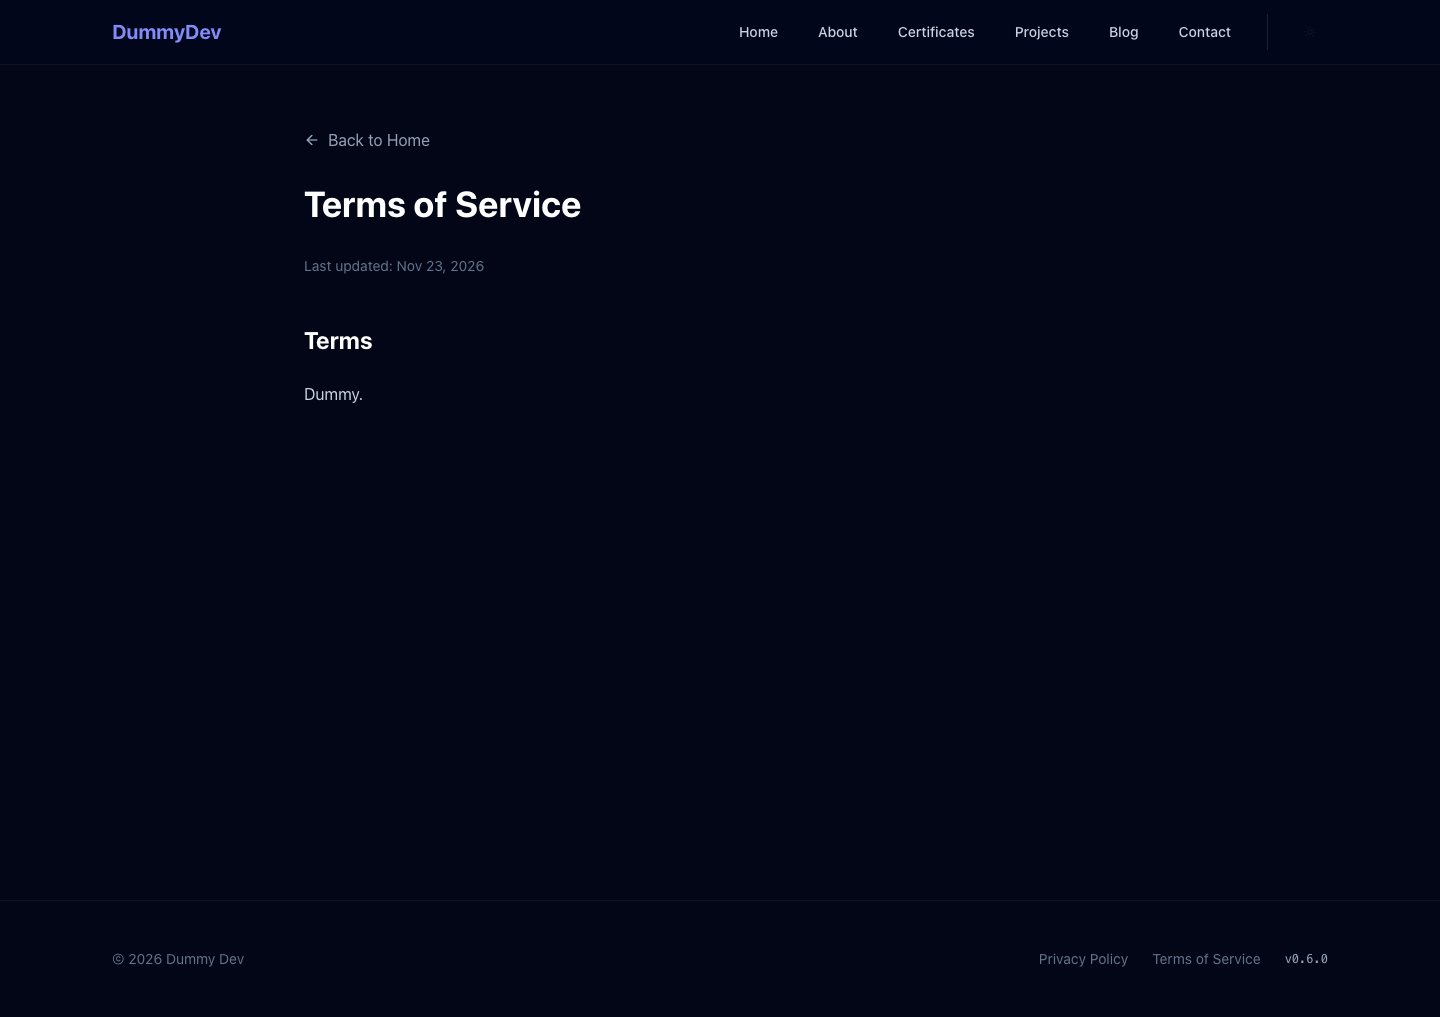 DummyDev
Home About Certificates Projects Blog Contact
Back to Home
Terms of Service
Last updated: Nov 23, 2026
Terms
Dummy.
© 2026 Dummy Dev
Privacy Policy Terms of Service v0.6.0